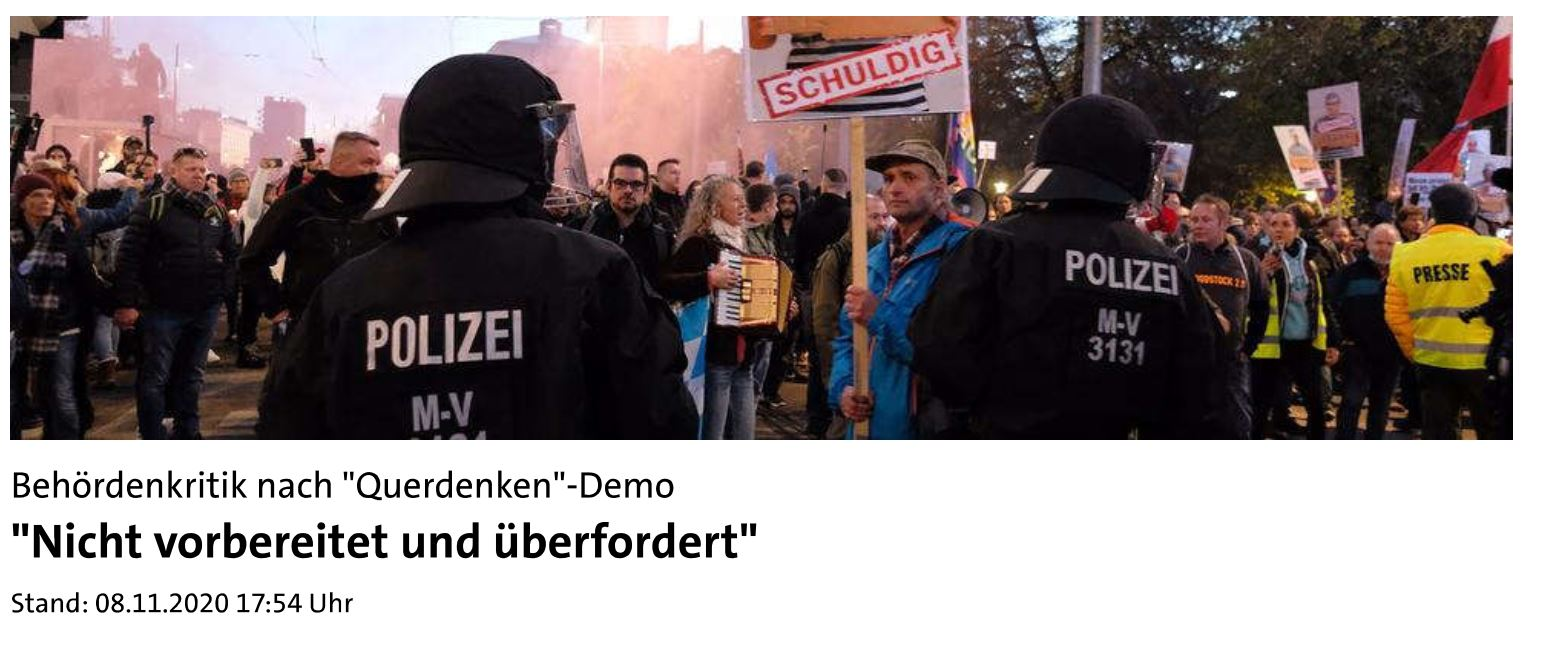 SCHULDIG
POLIZEI
M-V
POLIZEI
M-V
3131
PRESSE
Behördenkritik nach "Querdenken"-Demo
"Nicht vorbereitet und überfordert"
Stand: 08.11.2020 17:54 Uhr